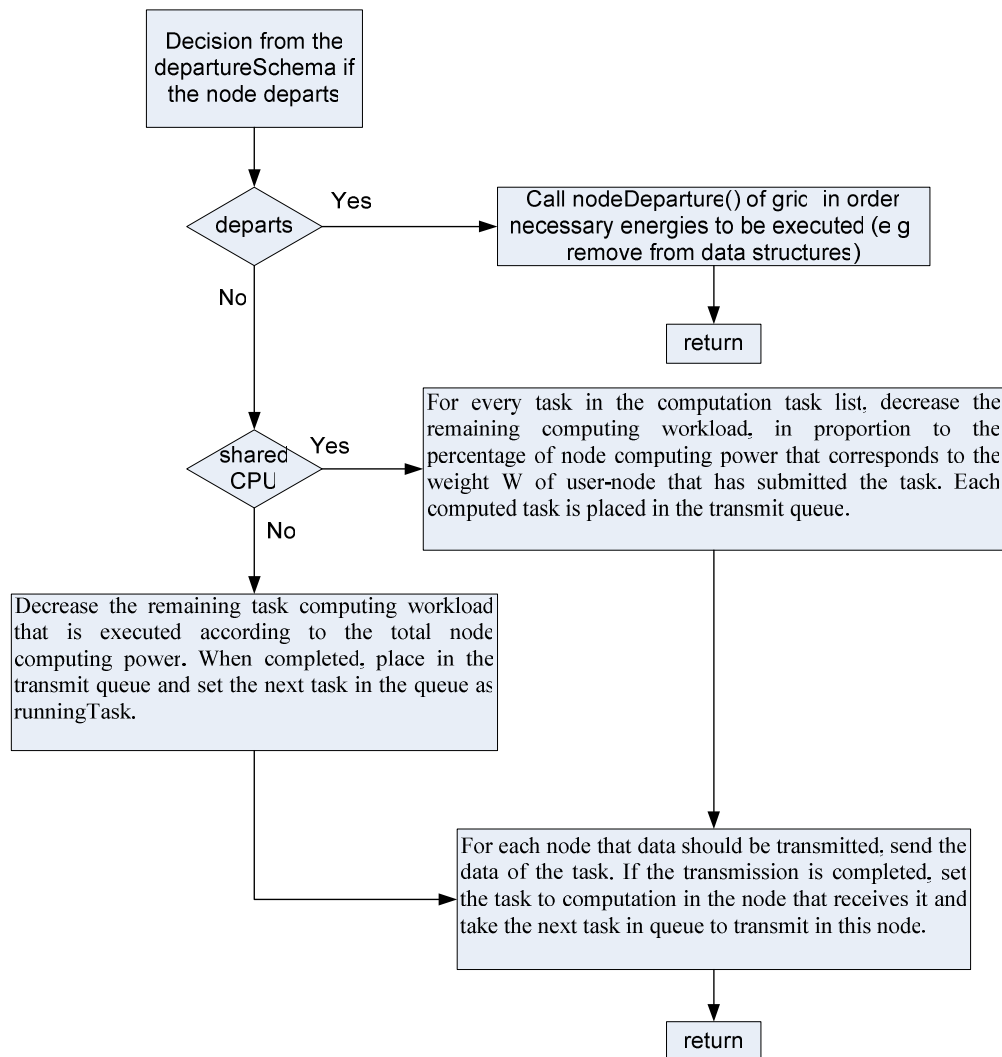 Decision from the
departureSchema if
the node departs
departs
Yes
Call nodeDeparture() of gric in order
necessary energies to be executed (e g
remove from data structures)
No
return
shared
CPU
Yes
For every task in the computation task list, decrease the
remaining computing workload, in proportion to the
percentage of node computing power that corresponds to the
weight W of user-node that has submitted the task. Each
computed task is placed in the transmit queue.
No
Decrease the remaining task computing workload
that is executed according to the total node
computing power. When completed, place in the
transmit queue and set the next task in the queue as
runningTask.
For each node that data should be transmitted, send the
data of the task. If the transmission is completed, set
the task to computation in the node that receives it and
take the next task in queue to transmit in this node.
return